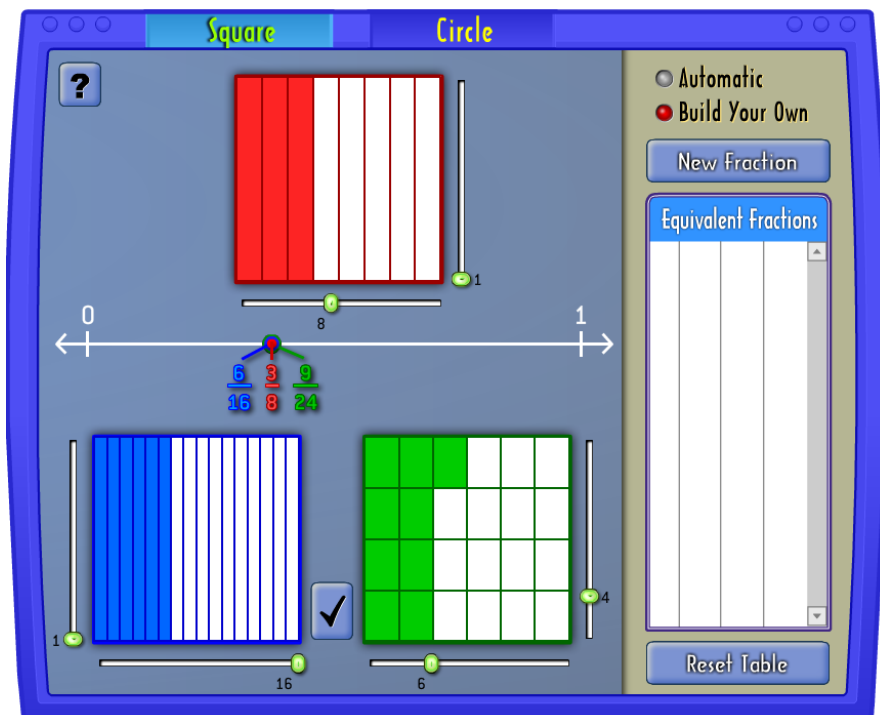 Square
Circle
?
Automatic
Build Your Own
New Fraction
Equivalent Fractions
1
8
0
1
6
16
3
8
9
24
1
16
4
6
Reset Table